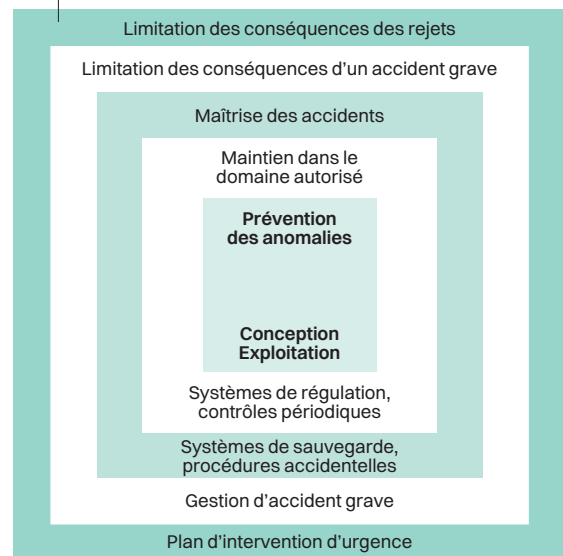 Limitation des conséquences des rejets
Limitation des conséquences d’un accident grave
Maîtrise des accidents
Maintien dans le
domaine autorisé
Prévention
des anomalies
Conception
Exploitation
Systèmes de régulation,
contrôles périodiques
Systèmes de sauvegarde,
procédures accidentelles
Gestion d’accident grave
Plan d’intervention d’urgence